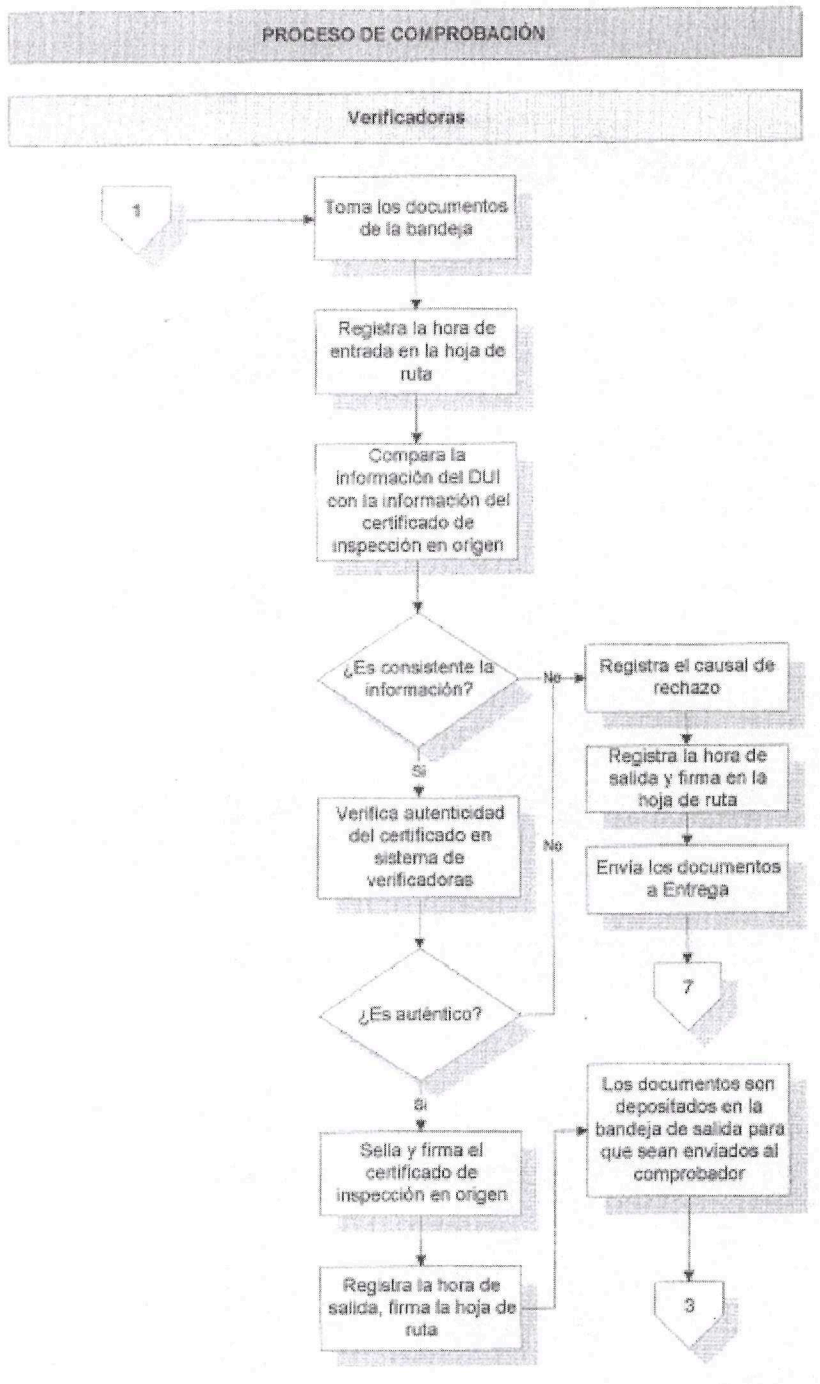 PROCESO DE COMPROBACIÓN
Verificadoras
1
Toma los documentos
de la bandeja
Registra la hora de
entrada en la hoja de
ruta
Compara la
información del DUI
con la información del
certificado de
inspección en origen
¿Es consistente la
información?
No
Registra el causal de
rechazo
Si
Registra la hora de
salida y firma en la
hoja de ruta
Verifica autenticidad
del certificado en
sistema de
verificadoras
No
Envía los documentos
a Entrega
7
¿Es auténtico?
Si
Los documentos son
depositados en la
bandeja de salida para
que sean enviados al
comprobador
Sella y firma el
certificado de
inspección en origen
Registra la hora de
salida, firma la hoja de
ruta
3